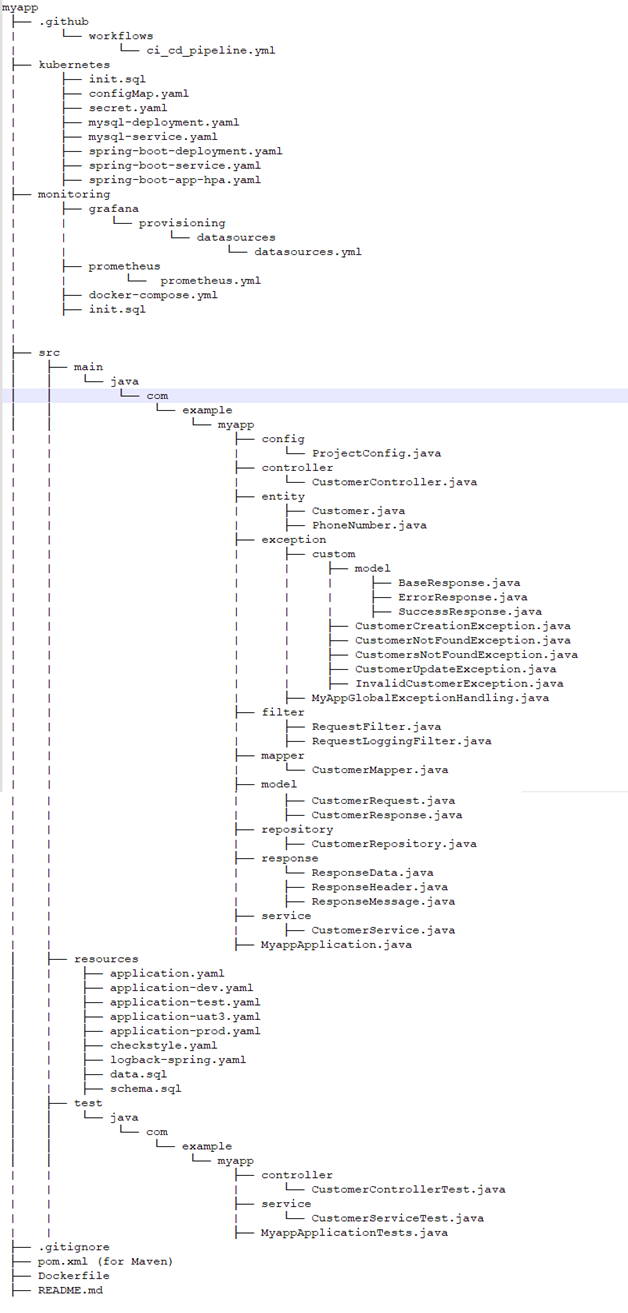 myapp
├── .github
│   └── workflows
│       └── ci_cd_pipeline.yml
├── kubernetes
│   ├── init.sql
│   ├── configMap.yaml
│   ├── secret.yaml
│   ├── mysql-deployment.yaml
│   ├── mysql-service.yaml
│   ├── spring-boot-deployment.yaml
│   ├── spring-boot-service.yaml
│   ├── spring-boot-app-hpa.yaml
├── monitoring
│   ├── grafana
│   │   └── provisioning
│   │       └── datasources
│   │           └── datasources.yml
│   ├── prometheus
│   │   └── prometheus.yml
│   ├── docker-compose.yml
│   ├── init.sql
│
│
├── src
│   ├── main
│   │   └── java
│   │       └── com
│   │           └── example
│   │               └── myapp
│   │                   ├── config
│   │                   │   └── ProjectConfig.java
│   │                   ├── controller
│   │                   │   └── CustomerController.java
│   │                   ├── entity
│   │                   │   ├── Customer.java
│   │                   │   ├── PhoneNumber.java
│   │                   ├── exception
│   │                   │   ├── custom
│   │                   │   │   ├── model
│   │                   │   │   │   ├── BaseResponse.java
│   │                   │   │   │   ├── ErrorResponse.java
│   │                   │   │   │   ├── SuccessResponse.java
│   │                   │   │   ├── CustomerCreationException.java
│   │                   │   │   ├── CustomerNotFoundException.java
│   │                   │   │   ├── CustomersNotFoundException.java
│   │                   │   │   ├── CustomerUpdateException.java
│   │                   │   │   ├── InvalidCustomerException.java
│   │                   │   ├── MyAppGlobalExceptionHandling.java
│   │                   ├── filter
│   │                   │   ├── RequestFilter.java
│   │                   │   ├── RequestLoggingFilter.java
│   │                   ├── mapper
│   │                   │   └── CustomerMapper.java
│   │                   ├── model
│   │                   │   ├── CustomerRequest.java
│   │                   │   ├── CustomerResponse.java
│   │                   ├── repository
│   │                   │   ├── CustomerRepository.java
│   │                   ├── response
│   │                   │   └── ResponseData.java
│   │                   │   ├── ResponseHeader.java
│   │                   │   ├── ResponseMessage.java
│   │                   ├── service
│   │                   │   ├── CustomerService.java
│   │                   ├── MyappApplication.java
│   ├── resources
│   │   ├── application.yaml
│   │   ├── application-dev.yaml
│   │   ├── application-test.yaml
│   │   ├── application-uat3.yaml
│   │   ├── application-prod.yaml
│   │   ├── checkstyle.yaml
│   │   ├── logback-spring.yaml
│   │   ├── data.sql
│   │   ├── schema.sql
│   ├── test
│   │   └── java
│   │       └── com
│   │           └── example
│   │               └── myapp
│   │                   ├── controller
│   │                   │   └── CustomerControllerTest.java
│   │                   ├── service
│   │                   │   └── CustomerServiceTest.java
│   │                   ├── MyappApplicationTests.java
├── .gitignore
├── pom.xml (for Maven)
├── Dockerfile
├── README.md